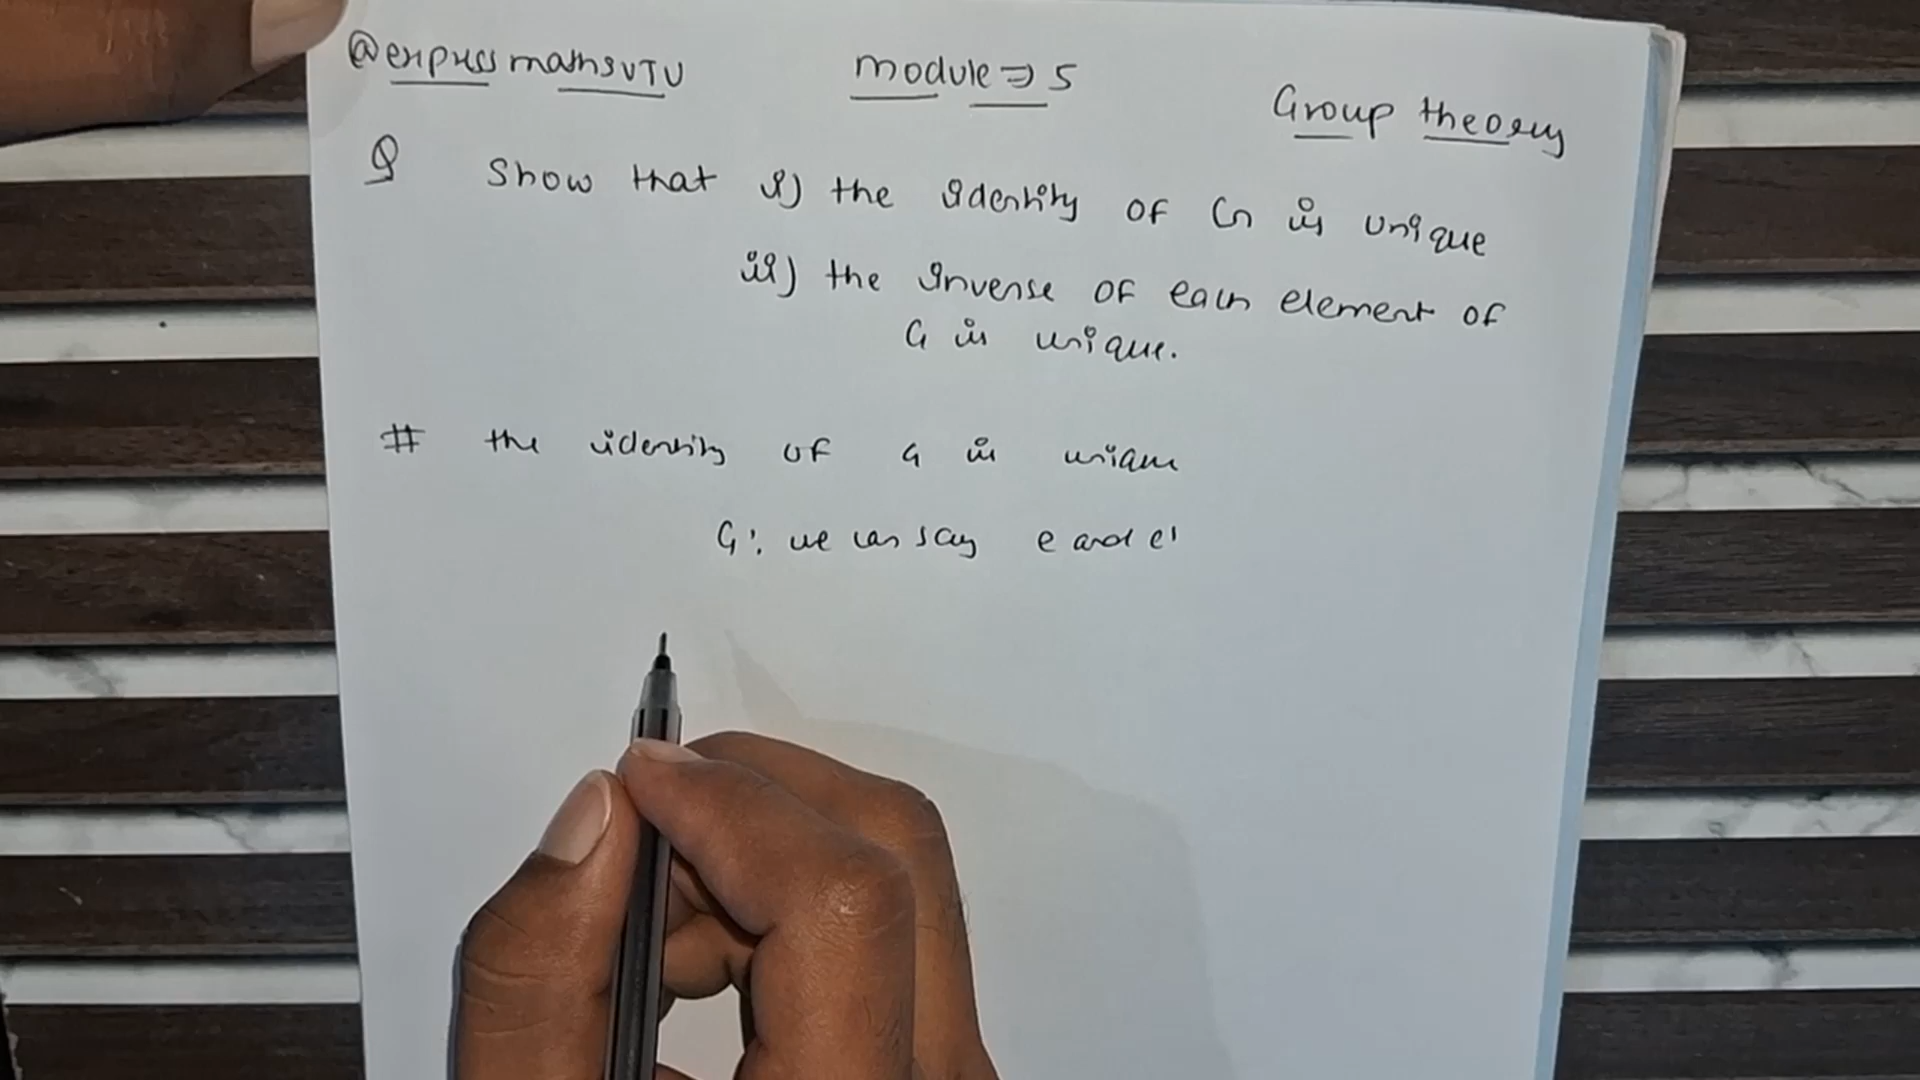 @expressmathsVTU module => 5 Group theory
Q Show that i) the identity of G is unique
ii) the inverse of each element of
G is unique.
# the identity of G is unique
G: we can say e and e'